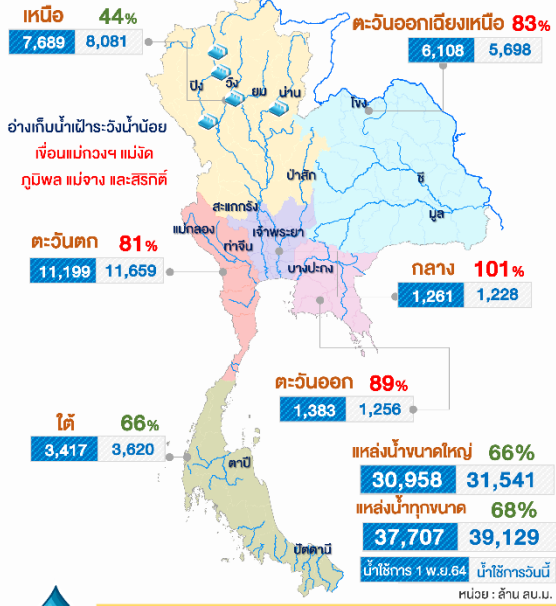 เหนือ 44%
7,689 8,081
ตะวันออกเฉียงเหนือ 83%
6,108 5,698
ปิง
วัง
ยม
น่าน
โขง
อ่างเก็บน้ำเฝ้าระวังน้ำน้อย
เขื่อนแม่กวงฯ แม่งัด
ภูมิพล แม่จาง และสิริกิติ์
ป่าสัก
ชี
มูล
สะแกกรัง
แม่กลอง
ท่าจีน
เจ้าพระยา
บางปะกง
ตะวันตก 81%
11,199 11,659
กลาง 101%
1,261 1,228
ตะวันออก 89%
1,383 1,256
ใต้ 66%
3,417 3,620
ตาปี
ปัตตานี
แหล่งน้ำขนาดใหญ่ 66%
30,958 31,541
แหล่งน้ำทุกขนาด 68%
37,707 39,129
น้ำใช้การ 1 พ.ย.64 น้ำใช้การวันนี้
หน่วย : ล้าน ลบ.ม.